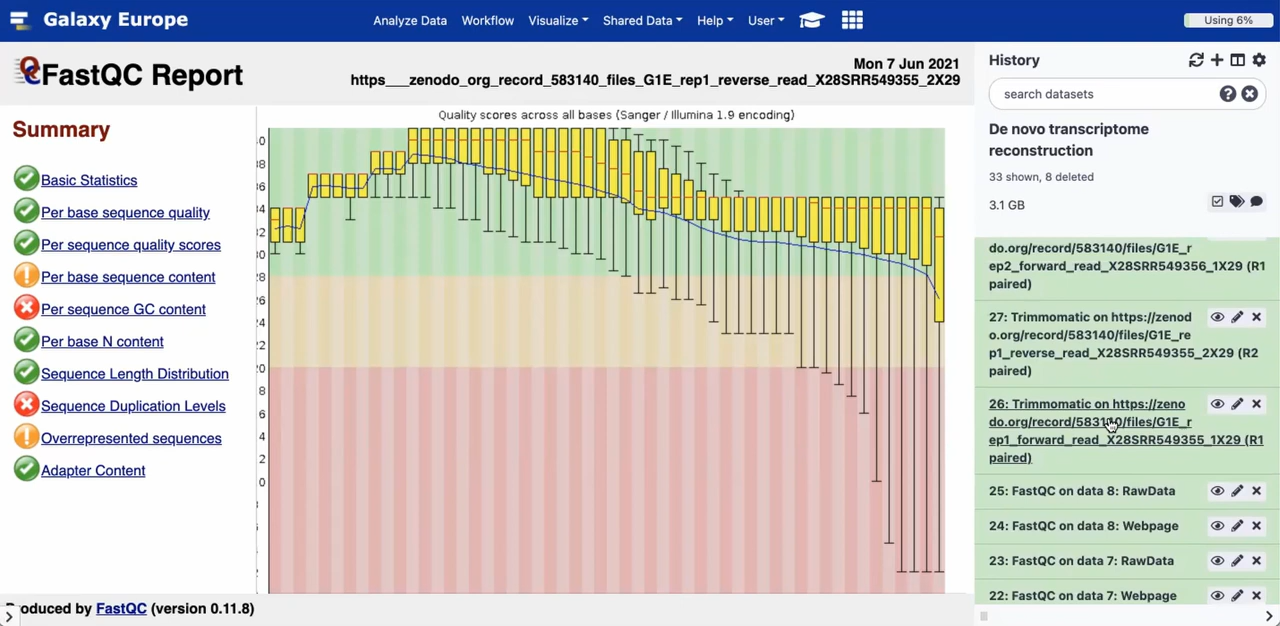 Galaxy Europe
Analyze Data Workflow Visualize Shared Data Help User
Using 6%
FastQC Report
Mon 7 Jun 2021
https___zenodo_org_record_583140_files_G1E_rep1_reverse_read_X28SRR549355_2X29
Summary
Basic Statistics
Per base sequence quality
Per sequence quality scores
Per base sequence content
Per sequence GC content
Per base N content
Sequence Length Distribution
Sequence Duplication Levels
Overrepresented sequences
Adapter Content
Quality scores across all bases (Sanger / Illumina 1.9 encoding)
Produced by FastQC (version 0.11.8)
History
search datasets
De novo transcriptome
reconstruction
33 shown, 8 deleted
3.1 GB
do.org/record/583140/files/G1E_r
ep2_forward_read_X28SRR549356_1X29 (R1
paired)
27: Trimmomatic on https://zenod
o.org/record/583140/files/G1E_re
p1_reverse_read_X28SRR549355_2X29 (R2
paired)
26: Trimmomatic on https://zeno
do.org/record/583140/files/G1E_r
ep1_forward_read_X28SRR549355_1X29 (R1
paired)
25: FastQC on data 8: RawData
24: FastQC on data 8: Webpage
23: FastQC on data 7: RawData
22: FastQC on data 7: Webpage